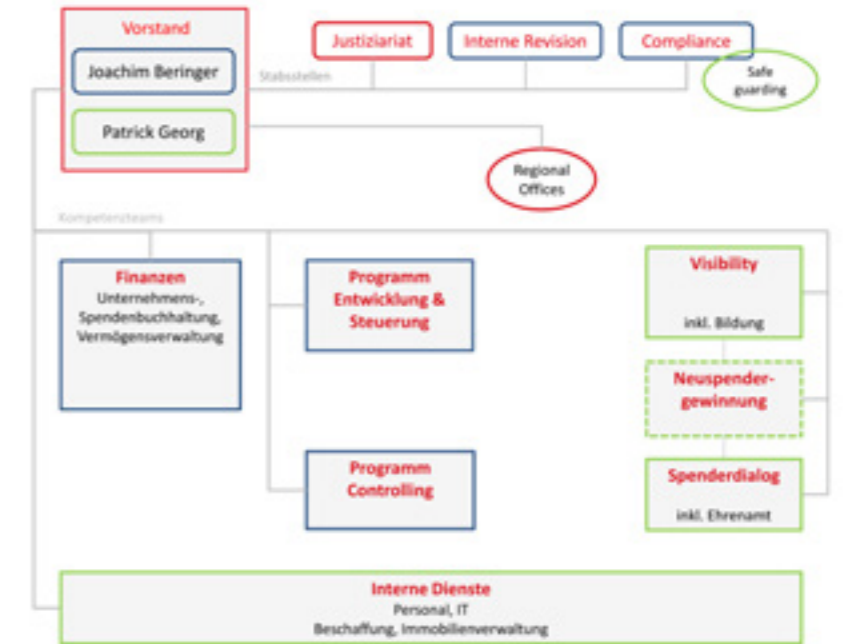 Vorstand
Joachim Beringer
Patrick Georg
Stabsstellen
Justiziariat
Interne Revision
Compliance
Safe
guarding
Regional
Offices
Kompetenzteams
Finanzen
Unternehmens-,
Spendenbuchhaltung,
Vermögensverwaltung
Programm
Entwicklung &
Steuerung
Programm
Controlling
Visibility
inkl. Bildung
Neuspender-
gewinnung
Spenderdialog
inkl. Ehrenamt
Interne Dienste
Personal, IT
Beschaffung, Immobilienverwaltung